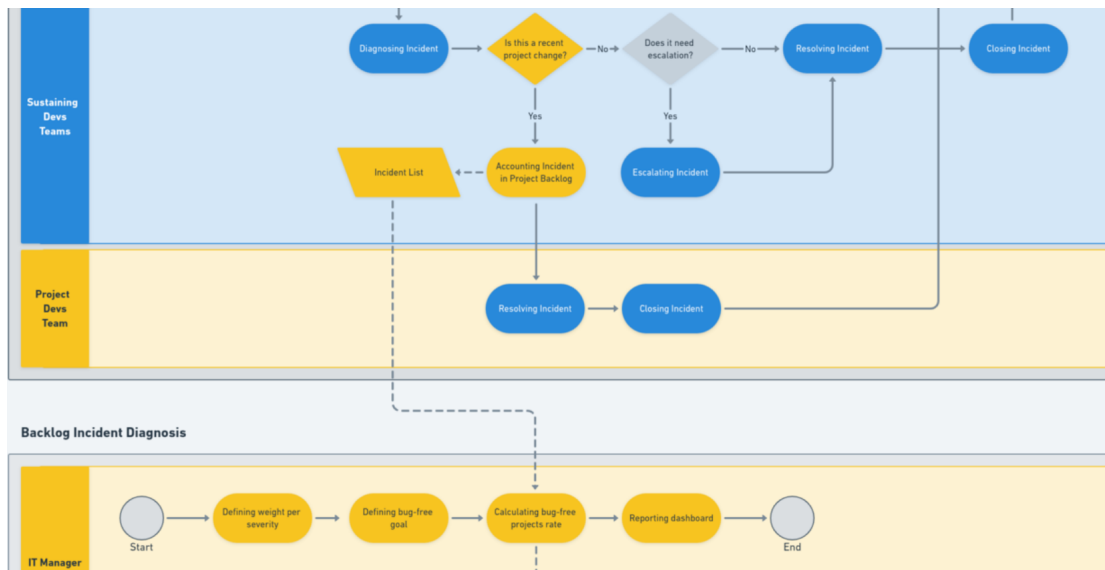 Sustaining
Devs
Teams
Diagnosing Incident
Is this a recent
project change?
No
Does it need
escalation?
No
Resolving Incident
Closing Incident
Yes
Yes
Incident List
Accounting Incident
in Project Backlog
Escalating Incident
Project
Devs
Team
Resolving Incident
Closing Incident
Backlog Incident Diagnosis
IT Manager
Start
Defining weight per
severity
Defining bug-free
goal
Calculating bug-free
projects rate
Reporting dashboard
End